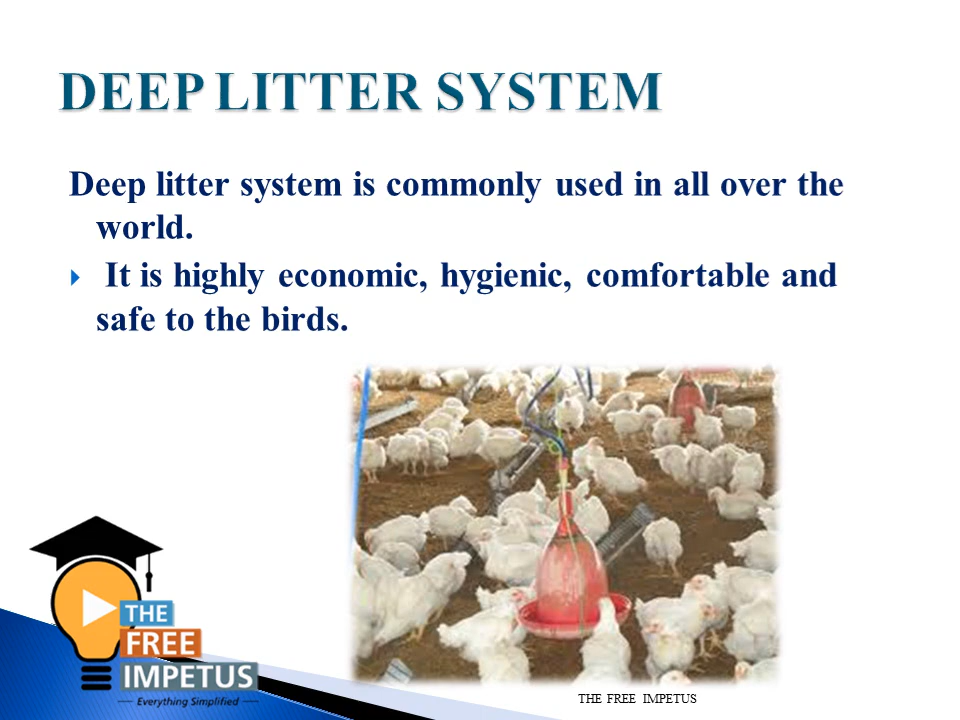 DEEP LITTER SYSTEM
Deep litter system is commonly used in all over the
world.
It is highly economic, hygienic, comfortable and
safe to the birds.
THE
FREE
IMPETUS
Everything Simplified
THE FREE IMPETUS